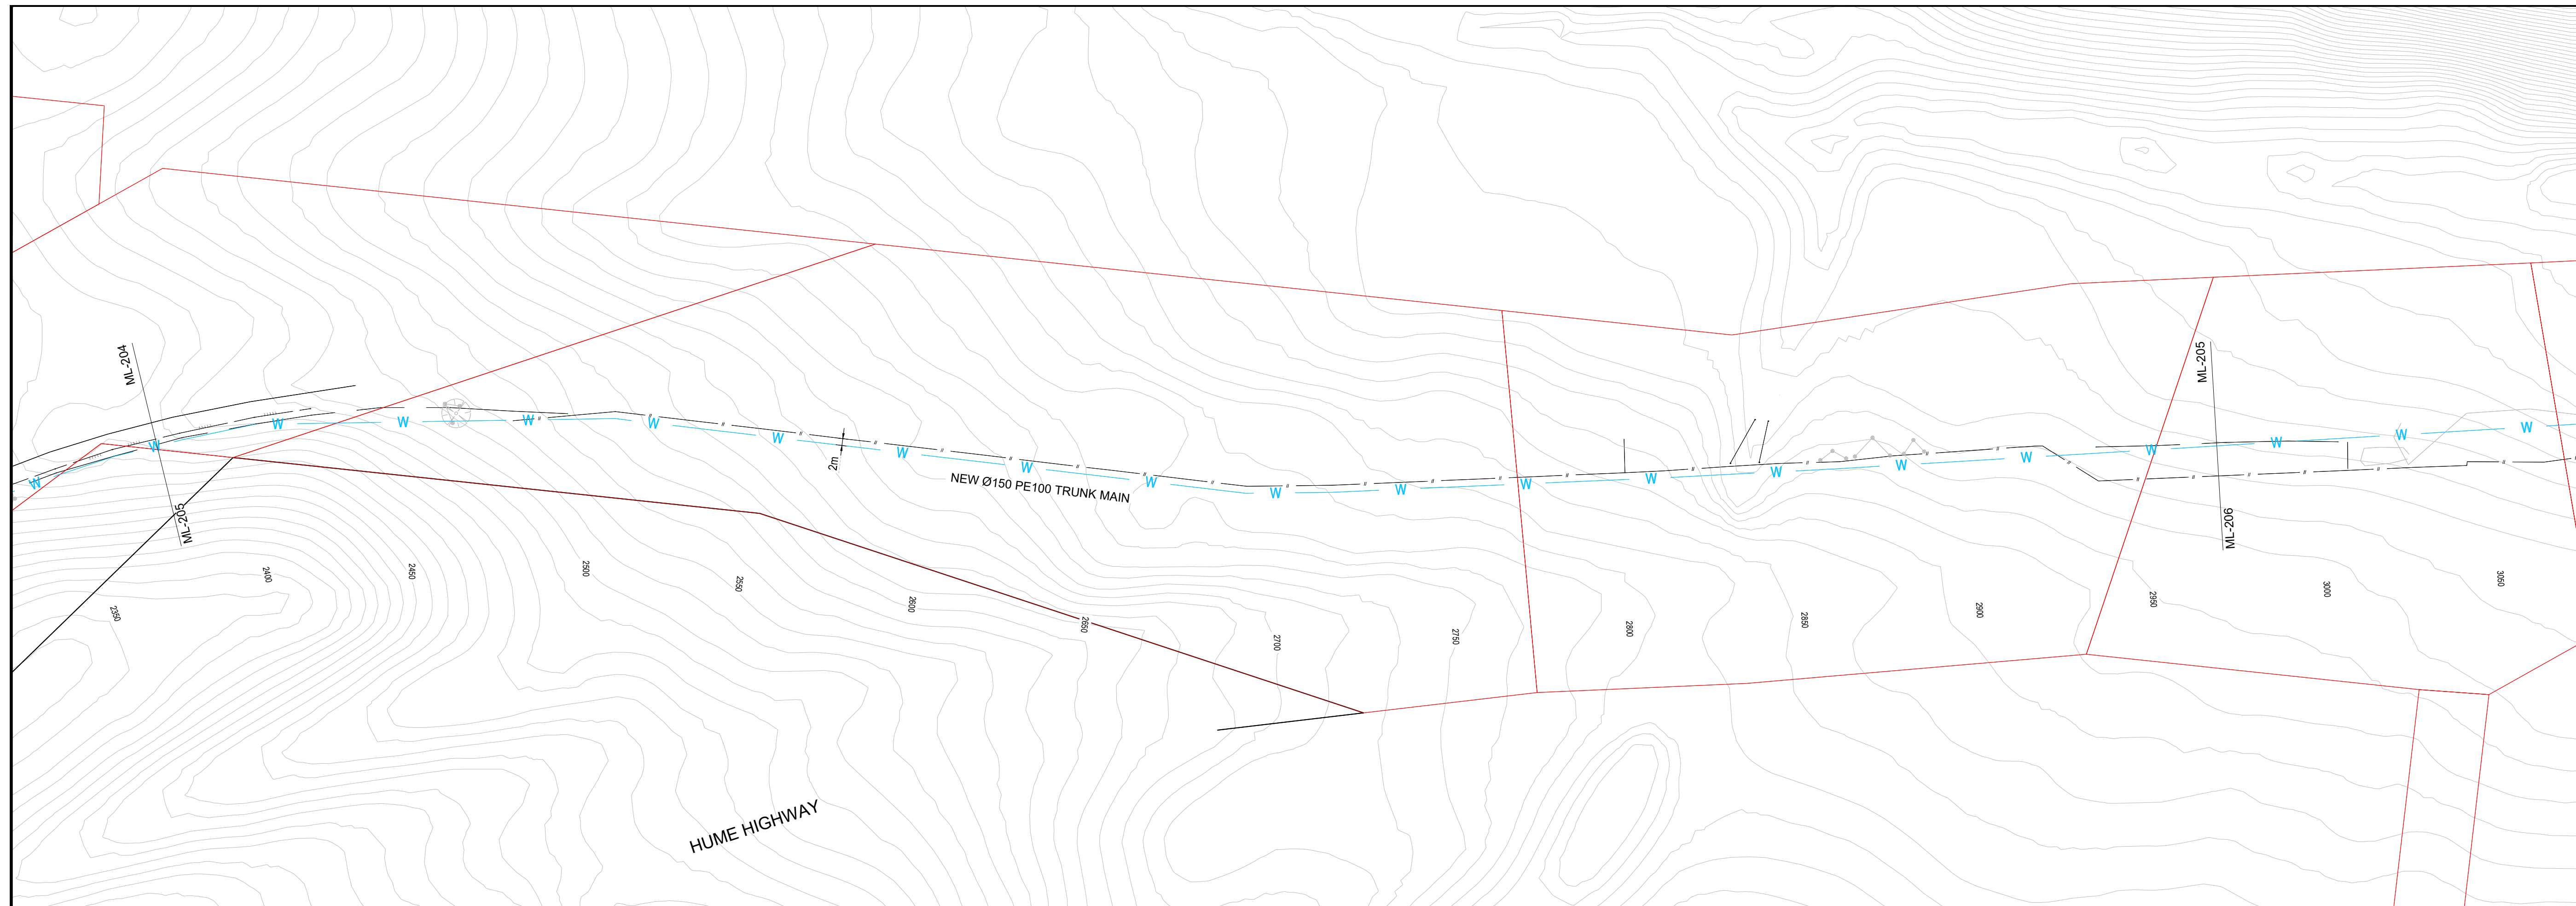 ML-204
ML-205
W W W W W W W W W W W W W W W W W W W W W
2m
NEW Ø150 PE100 TRUNK MAIN
ML-205
ML-206
2350
2400
2450
2500
2550
2600
2650
2700
2750
2800
2850
2900
2950
3000
3050
HUME HIGHWAY